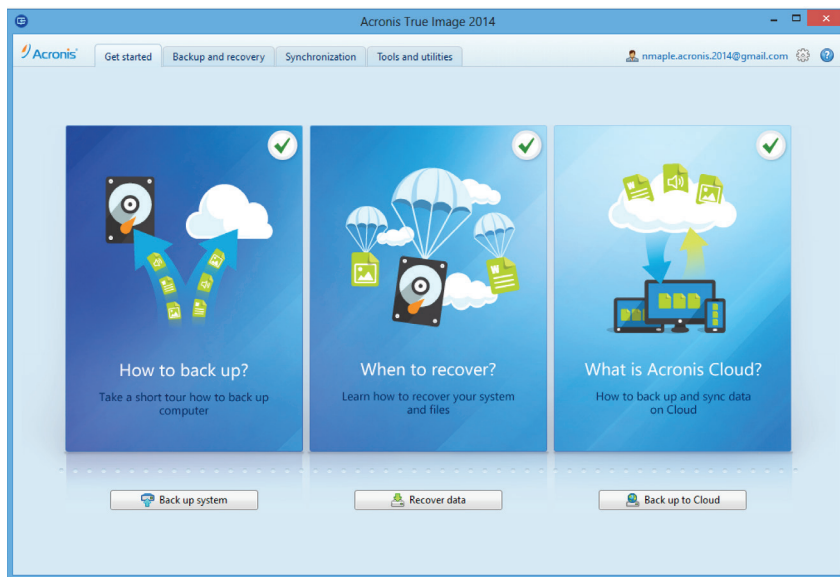 Acronis True Image 2014
Acronis
Get started
Backup and recovery
Synchronization
Tools and utilities
nmaple.acronis.2014@gmail.com
How to back up?
Take a short tour how to back up
computer
When to recover?
Learn how to recover your system
and files
What is Acronis Cloud?
How to back up and sync data
on Cloud
Back up system
Recover data
Back up to Cloud